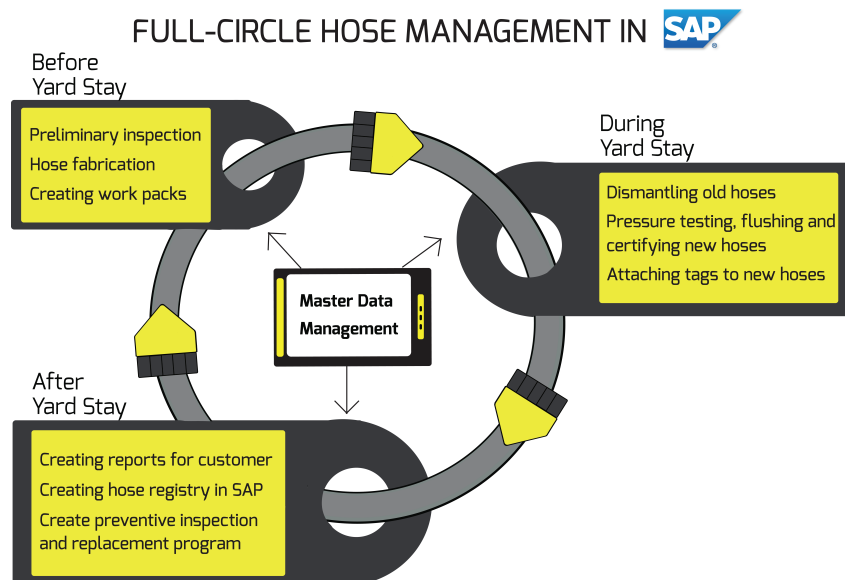 FULL-CIRCLE HOSE MANAGEMENT IN SAP®
Before
Yard Stay
Preliminary inspection
Hose fabrication
Creating work packs
During
Yard Stay
Dismantling old hoses
Pressure testing, flushing and
certifying new hoses
Attaching tags to new hoses
Master Data
Management
After
Yard Stay
Creating reports for customer
Creating hose registry in SAP
Create preventive inspection
and replacement program